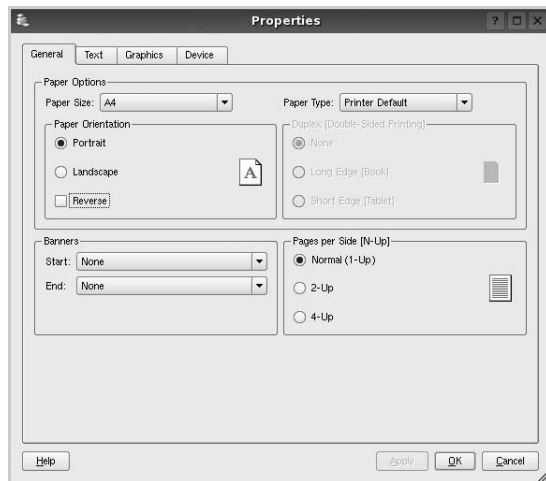 Properties
General Text Graphics Device
Paper Options
Paper Size: A4 Paper Type: Printer Default
Paper Orientation
Portrait
Landscape
Reverse
A
Duplex [Double-Sided Printing]
None
Long Edge [Book]
Short Edge [Tablet]
Banners
Start: None
End: None
Pages per Side [N-Up]
Normal (1-Up)
2-Up
4-Up
Help Apply OK Cancel